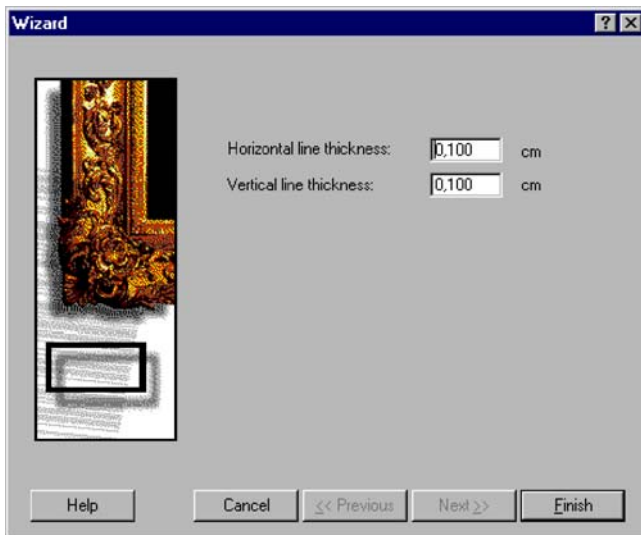 Wizard
Horizontal line thickness: 0,100 cm
Vertical line thickness: 0,100 cm
Help Cancel << Previous Next >> Finish